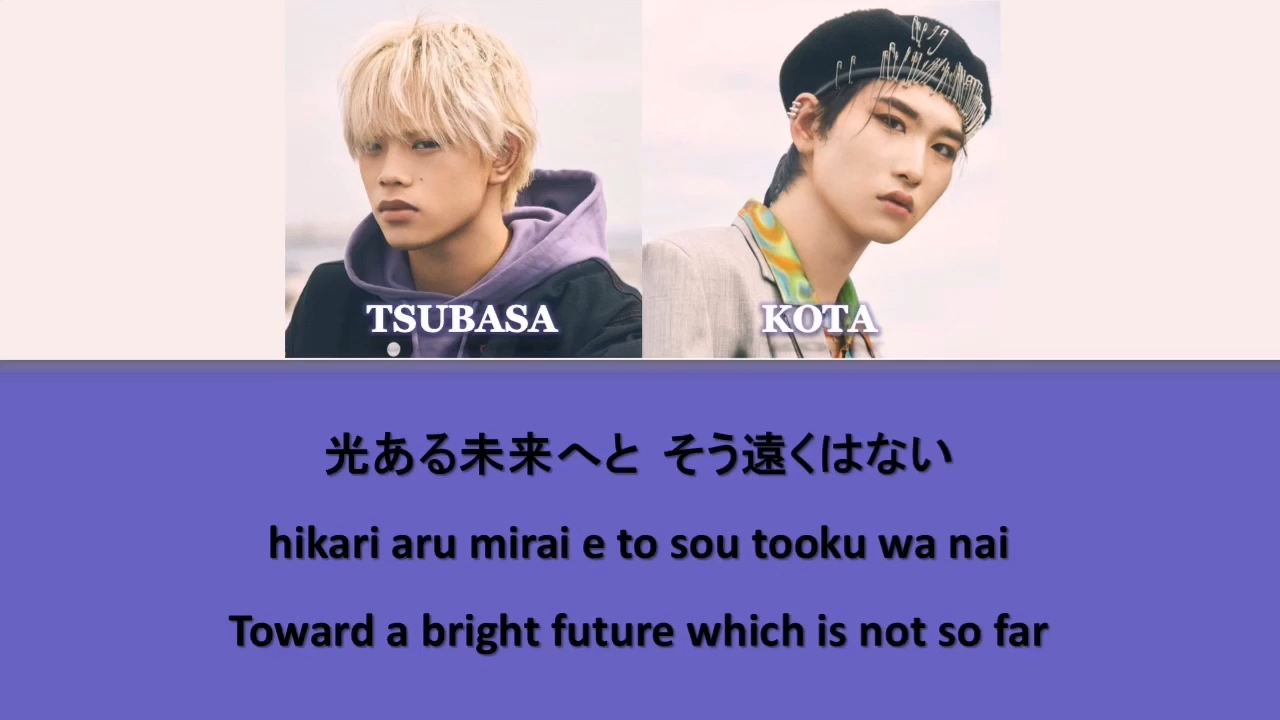 TSUBASA
KOTA
光ある未来へと そう遠くはない
hikari aru mirai e to sou tooku wa nai
Toward a bright future which is not so far